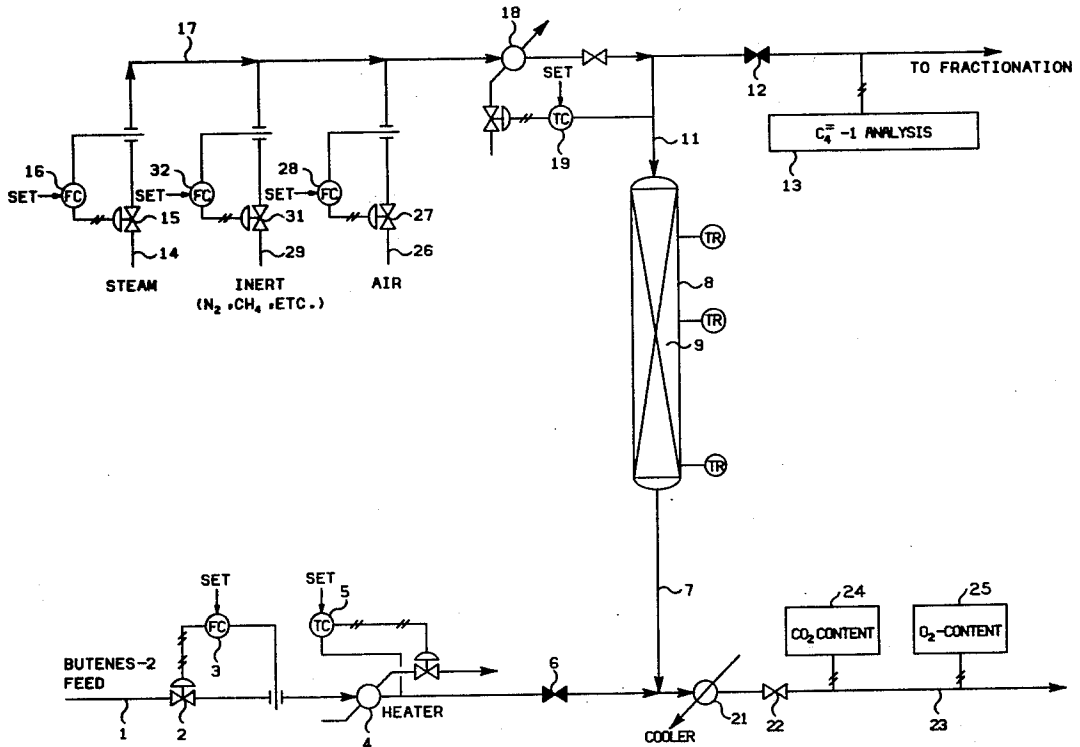 18
17
SET
TO FRACTIONATION
12
C₄⁼-1 ANALYSIS
13
TC
19
11
16
32
28
SET FC
SET FC
SET FC
15
31
27
14
29
26
STEAM
INERT
(N₂,CH₄,ETC.)
AIR
TR
8
TR
9
TR
7
SET
SET
5
FC
TC
3
24
25
CO₂ CONTENT
O₂-CONTENT
BUTENES-2
FEED
6
HEATER
1
2
4
COOLER
21
22
23